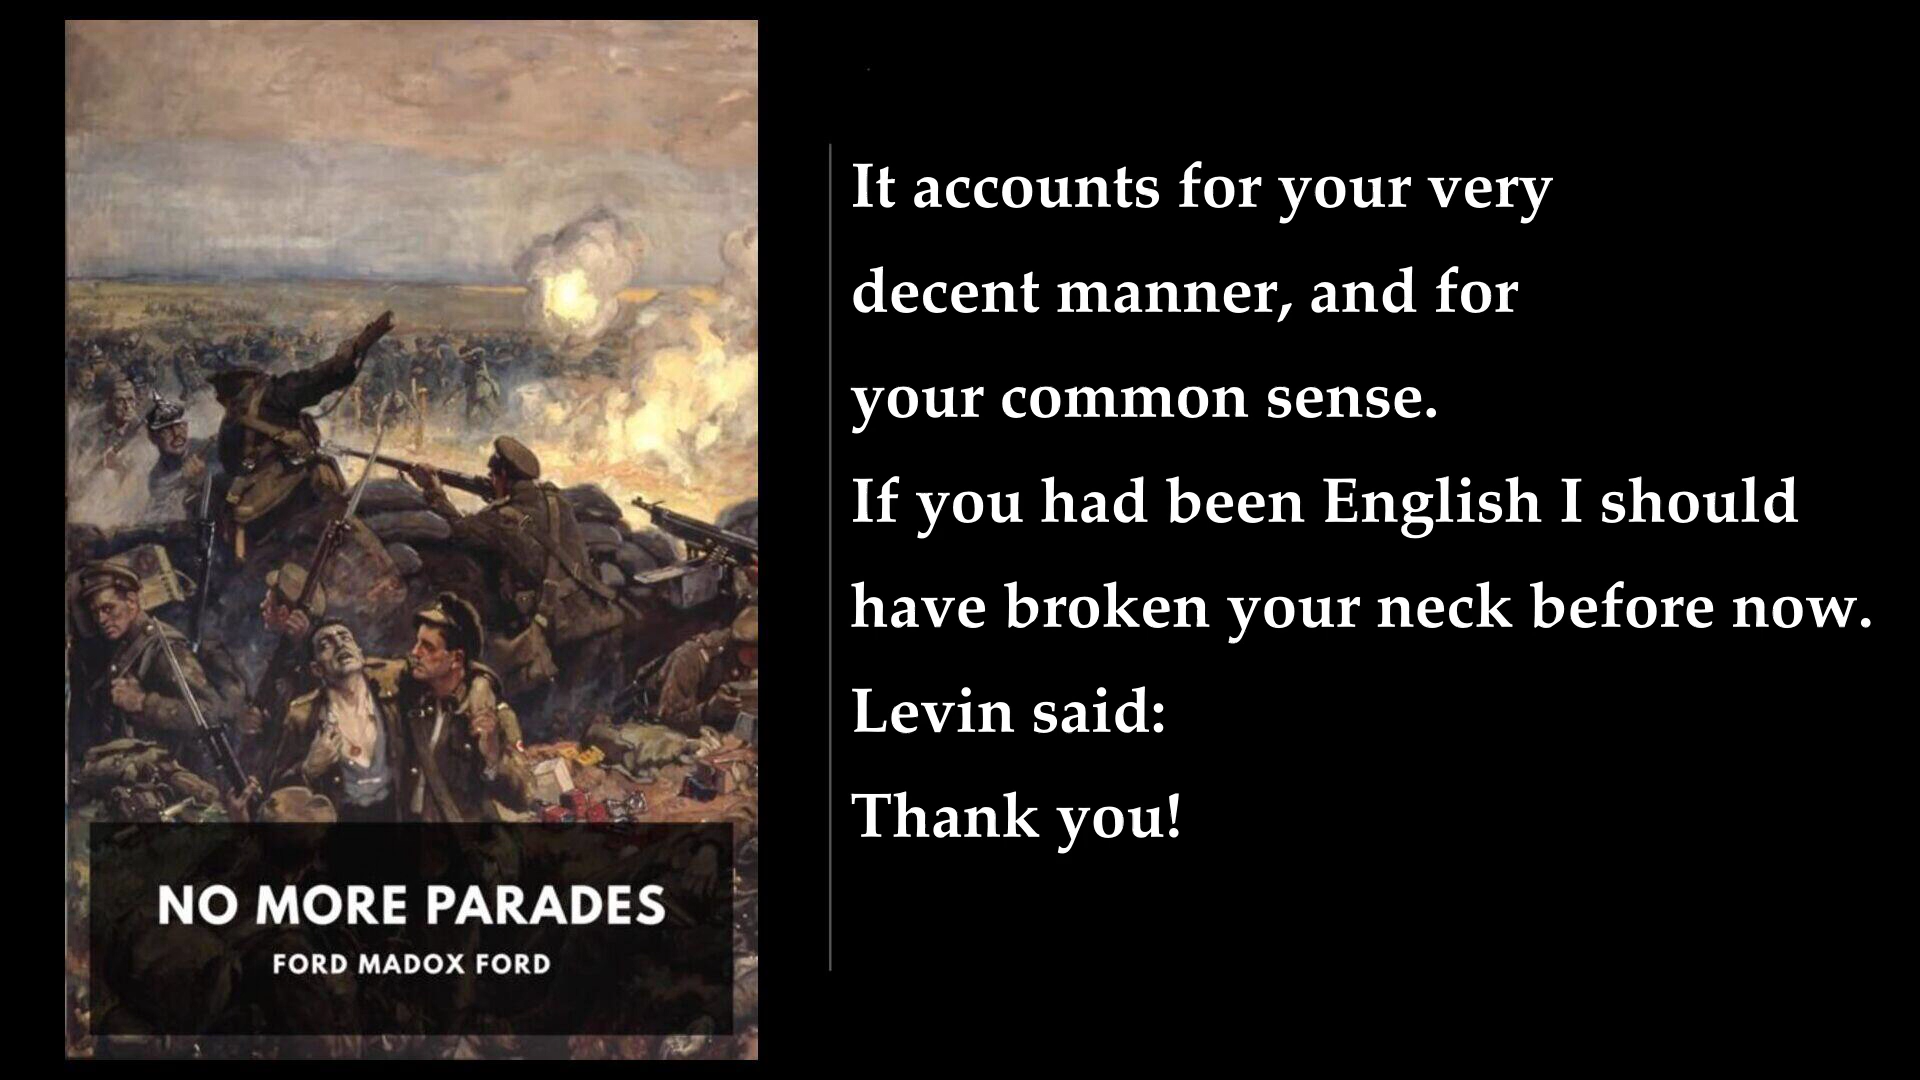 It accounts for your very
decent manner, and for
your common sense.
If you had been English I should
have broken your neck before now.
Levin said:
Thank you!
NO MORE PARADES
FORD MADOX FORD